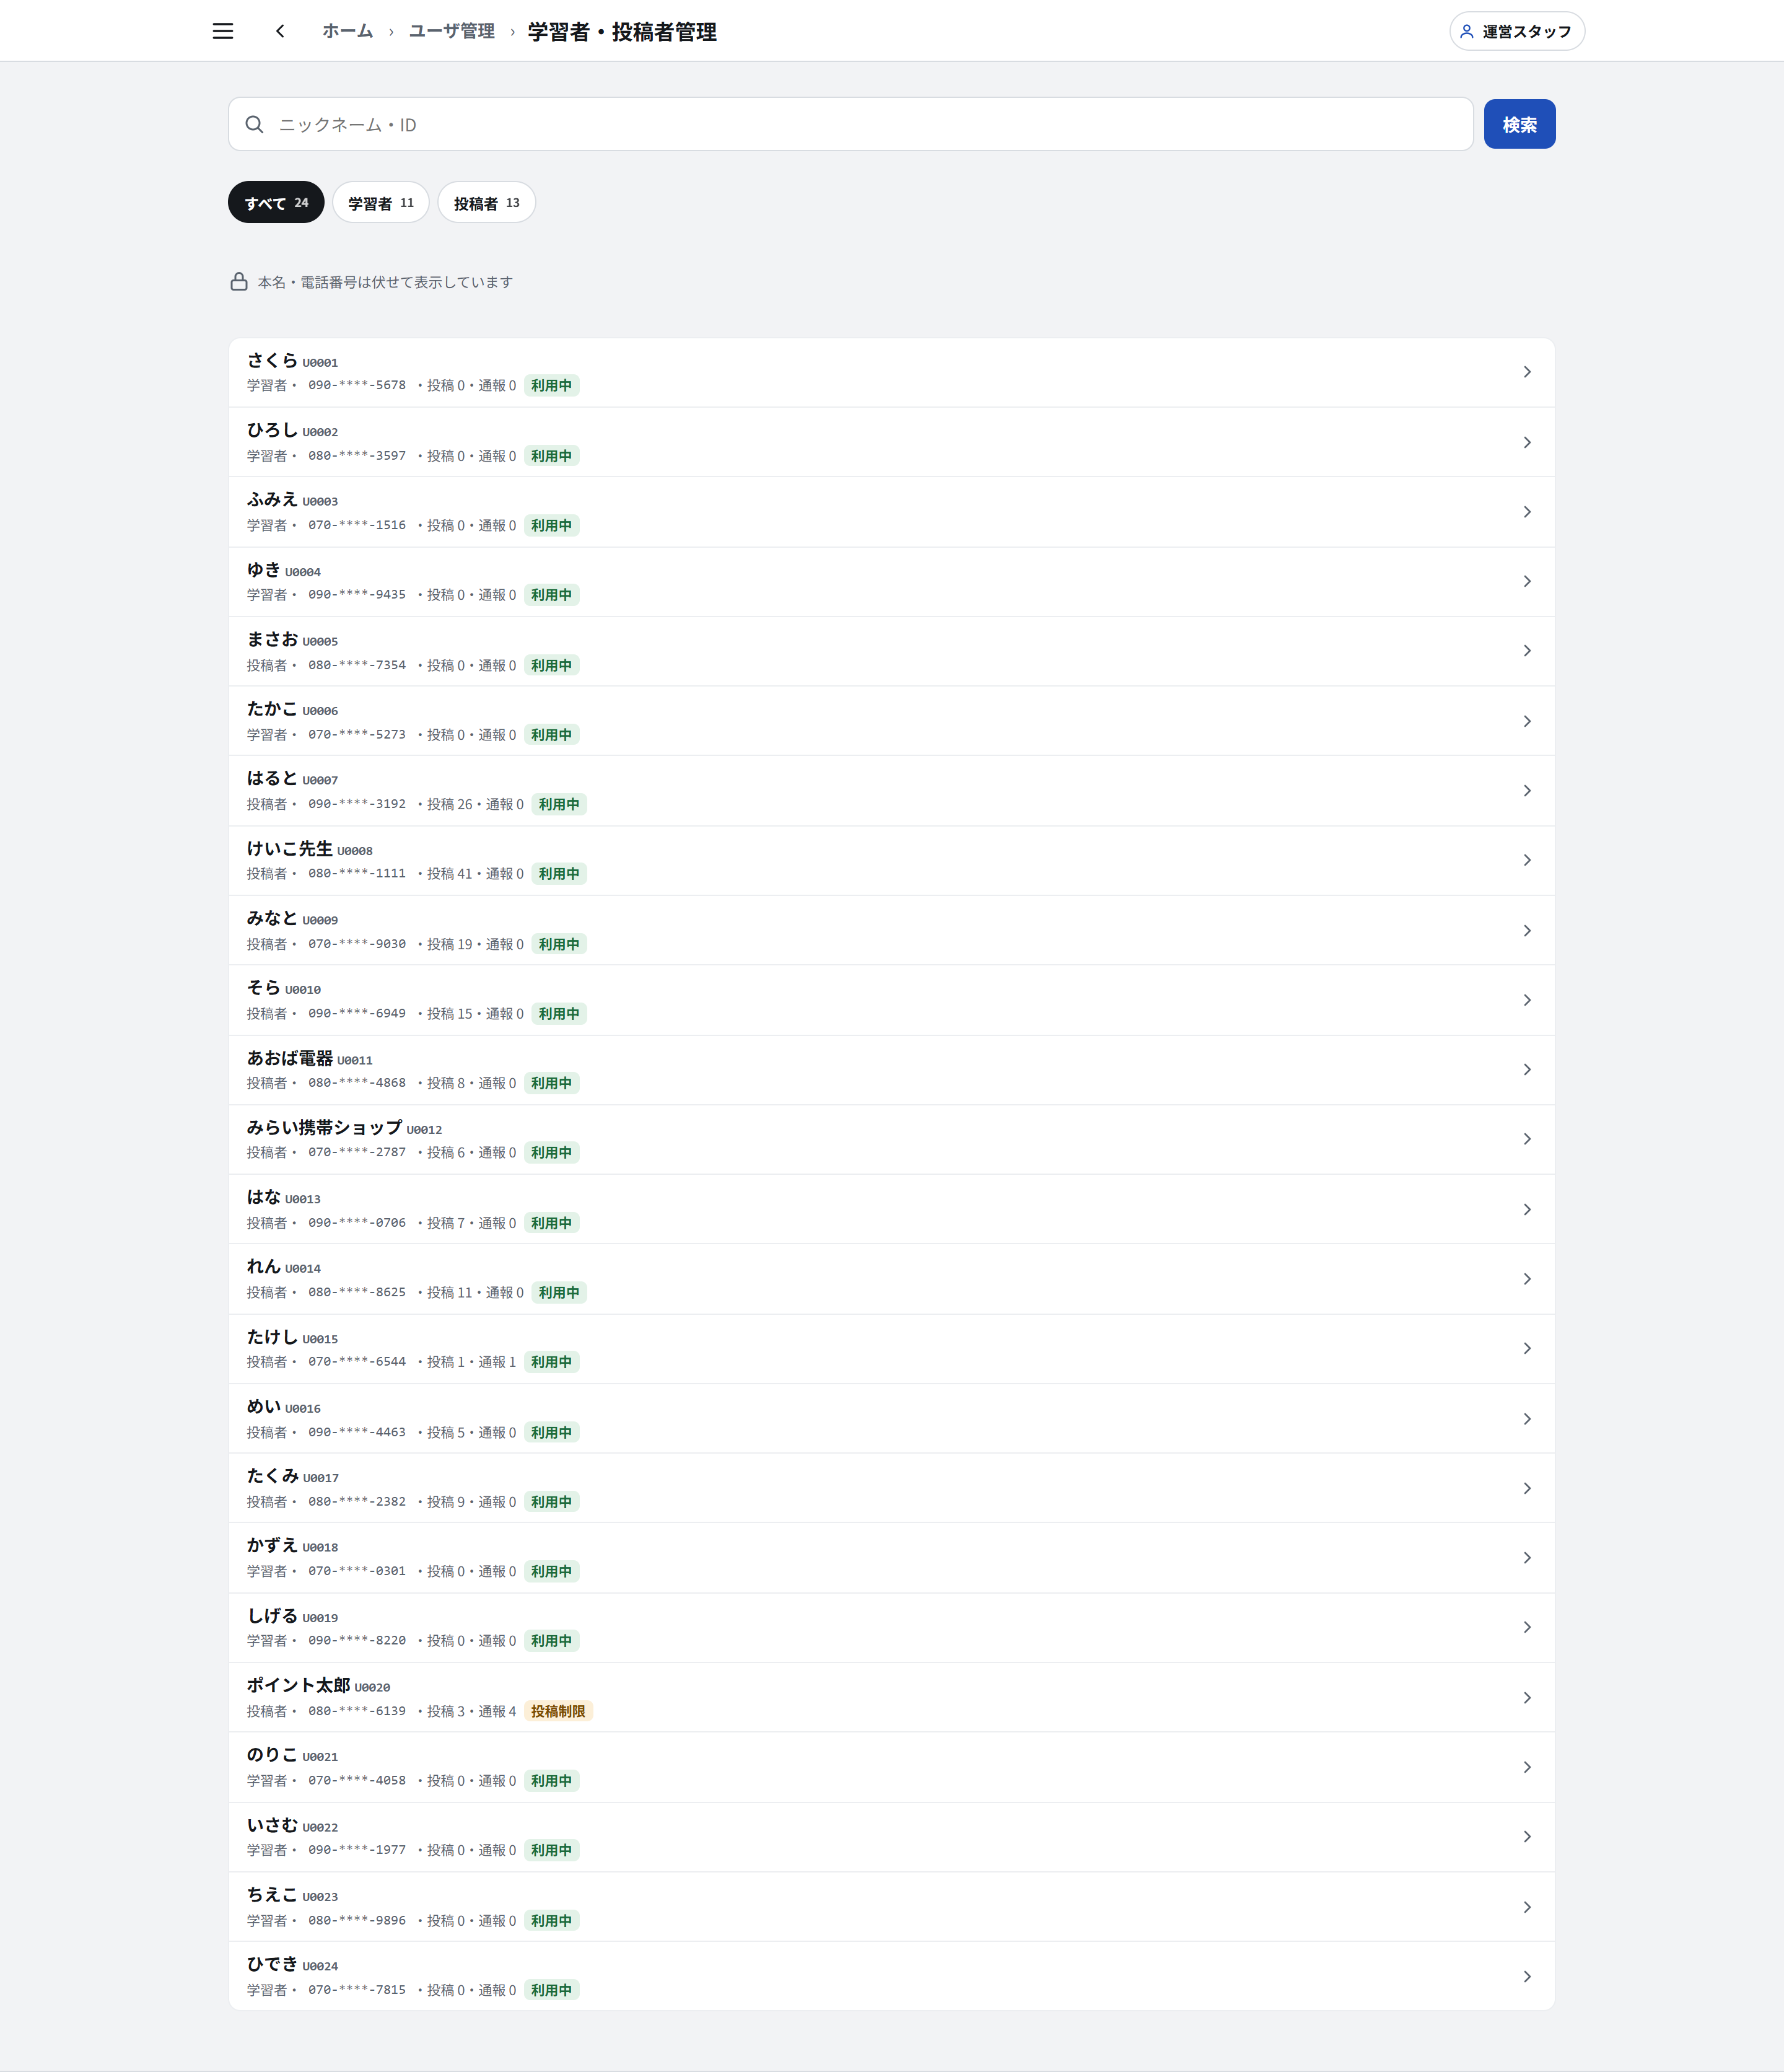 ホーム › ユーザ管理 › 学習者・投稿者管理
運営スタッフ
ニックネーム・ID
検索
すべて 24 学習者 11 投稿者 13
本名・電話番号は伏せて表示しています
さくら U0001
学習者・ 090-****-5678 ・投稿 0・通報 0 利用中
ひろし U0002
学習者・ 080-****-3597 ・投稿 0・通報 0 利用中
ふみえ U0003
学習者・ 070-****-1516 ・投稿 0・通報 0 利用中
ゆき U0004
学習者・ 090-****-9435 ・投稿 0・通報 0 利用中
まさお U0005
投稿者・ 080-****-7354 ・投稿 0・通報 0 利用中
たかこ U0006
学習者・ 070-****-5273 ・投稿 0・通報 0 利用中
はると U0007
投稿者・ 090-****-3192 ・投稿 26・通報 0 利用中
けいこ先生 U0008
投稿者・ 080-****-1111 ・投稿 41・通報 0 利用中
みなと U0009
投稿者・ 070-****-9030 ・投稿 19・通報 0 利用中
そら U0010
投稿者・ 090-****-6949 ・投稿 15・通報 0 利用中
あおば電器 U0011
投稿者・ 080-****-4868 ・投稿 8・通報 0 利用中
みらい携帯ショップ U0012
投稿者・ 070-****-2787 ・投稿 6・通報 0 利用中
はな U0013
投稿者・ 090-****-0706 ・投稿 7・通報 0 利用中
れん U0014
投稿者・ 080-****-8625 ・投稿 11・通報 0 利用中
たけし U0015
投稿者・ 070-****-6544 ・投稿 1・通報 1 利用中
めい U0016
投稿者・ 090-****-4463 ・投稿 5・通報 0 利用中
たくみ U0017
投稿者・ 080-****-2382 ・投稿 9・通報 0 利用中
かずえ U0018
学習者・ 070-****-0301 ・投稿 0・通報 0 利用中
しげる U0019
学習者・ 090-****-8220 ・投稿 0・通報 0 利用中
ポイント太郎 U0020
投稿者・ 080-****-6139 ・投稿 3・通報 4 投稿制限
のりこ U0021
学習者・ 070-****-4058 ・投稿 0・通報 0 利用中
いさむ U0022
学習者・ 090-****-1977 ・投稿 0・通報 0 利用中
ちえこ U0023
学習者・ 080-****-9896 ・投稿 0・通報 0 利用中
ひでき U0024
学習者・ 070-****-7815 ・投稿 0・通報 0 利用中